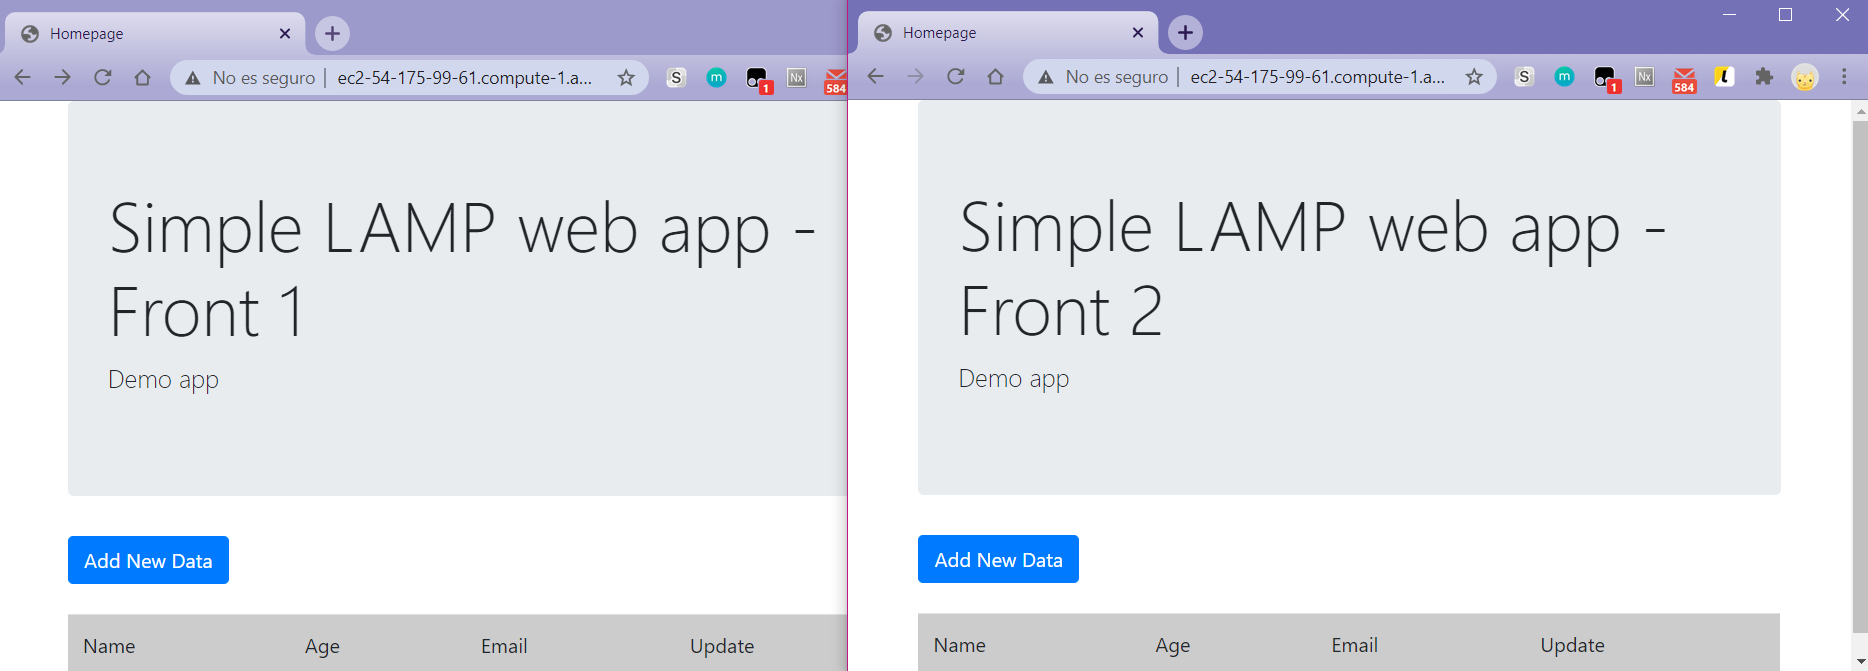 Homepage
No es seguro | ec2-54-175-99-61.compute-1.a...
S m 1 Nx 584
Simple LAMP web app -
Front 1
Demo app
Add New Data
Name Age Email Update
Homepage
No es seguro | ec2-54-175-99-61.compute-1.a...
S m 1 Nx 584 L
Simple LAMP web app -
Front 2
Demo app
Add New Data
Name Age Email Update